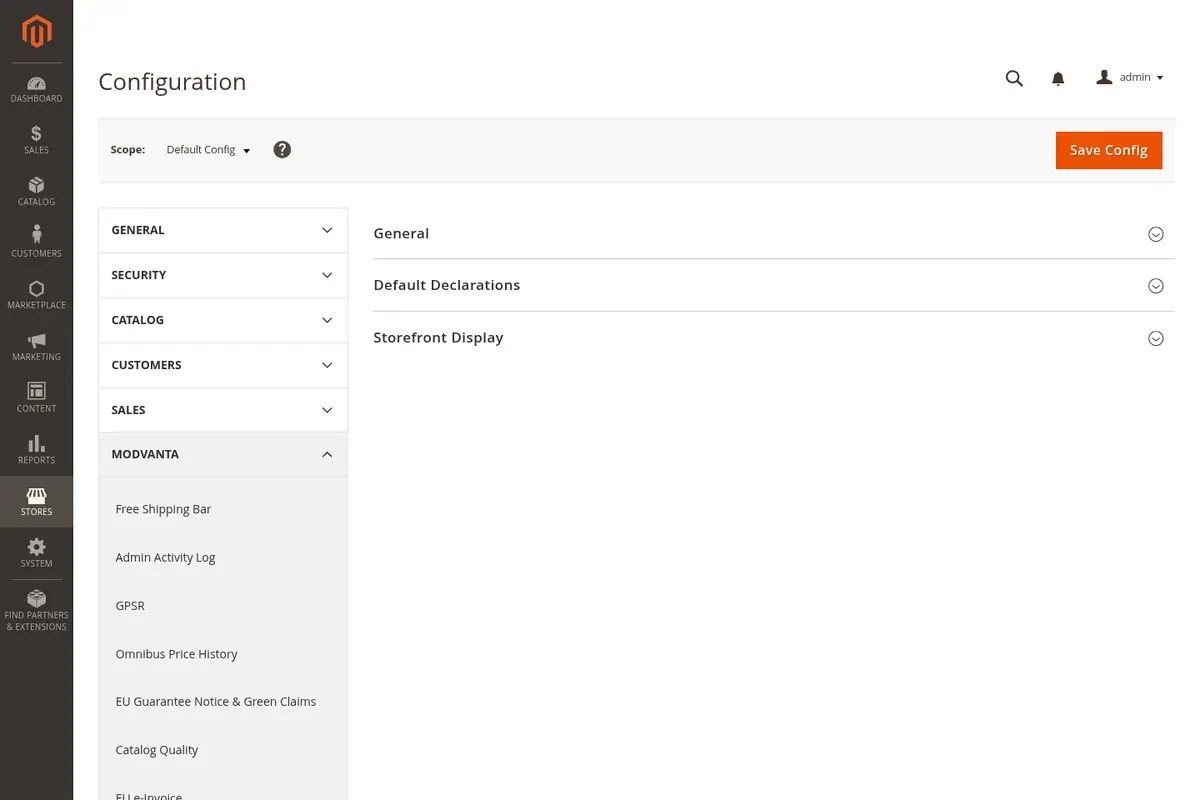 DASHBOARD
SALES
CATALOG
CUSTOMERS
MARKETPLACE
MARKETING
CONTENT
REPORTS
STORES
SYSTEM
FIND PARTNERS
& EXTENSIONS
Configuration
admin
Scope: Default Config ?
Save Config
GENERAL
SECURITY
CATALOG
CUSTOMERS
SALES
MODVANTA
Free Shipping Bar
Admin Activity Log
GPSR
Omnibus Price History
EU Guarantee Notice & Green Claims
Catalog Quality
EU e-Invoice
General
Default Declarations
Storefront Display